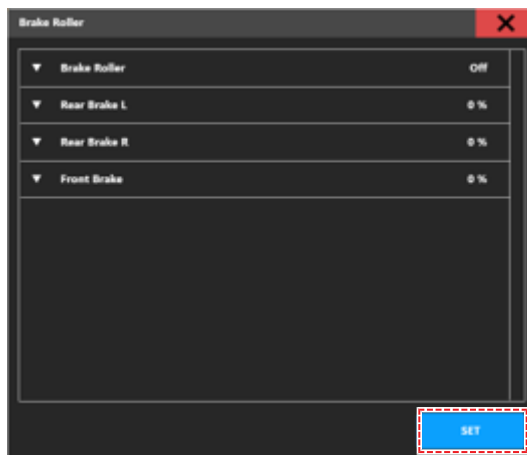 Brake Roller
Brake Roller Off
Rear Brake L 0 %
Rear Brake R 0 %
Front Brake 0 %
SET